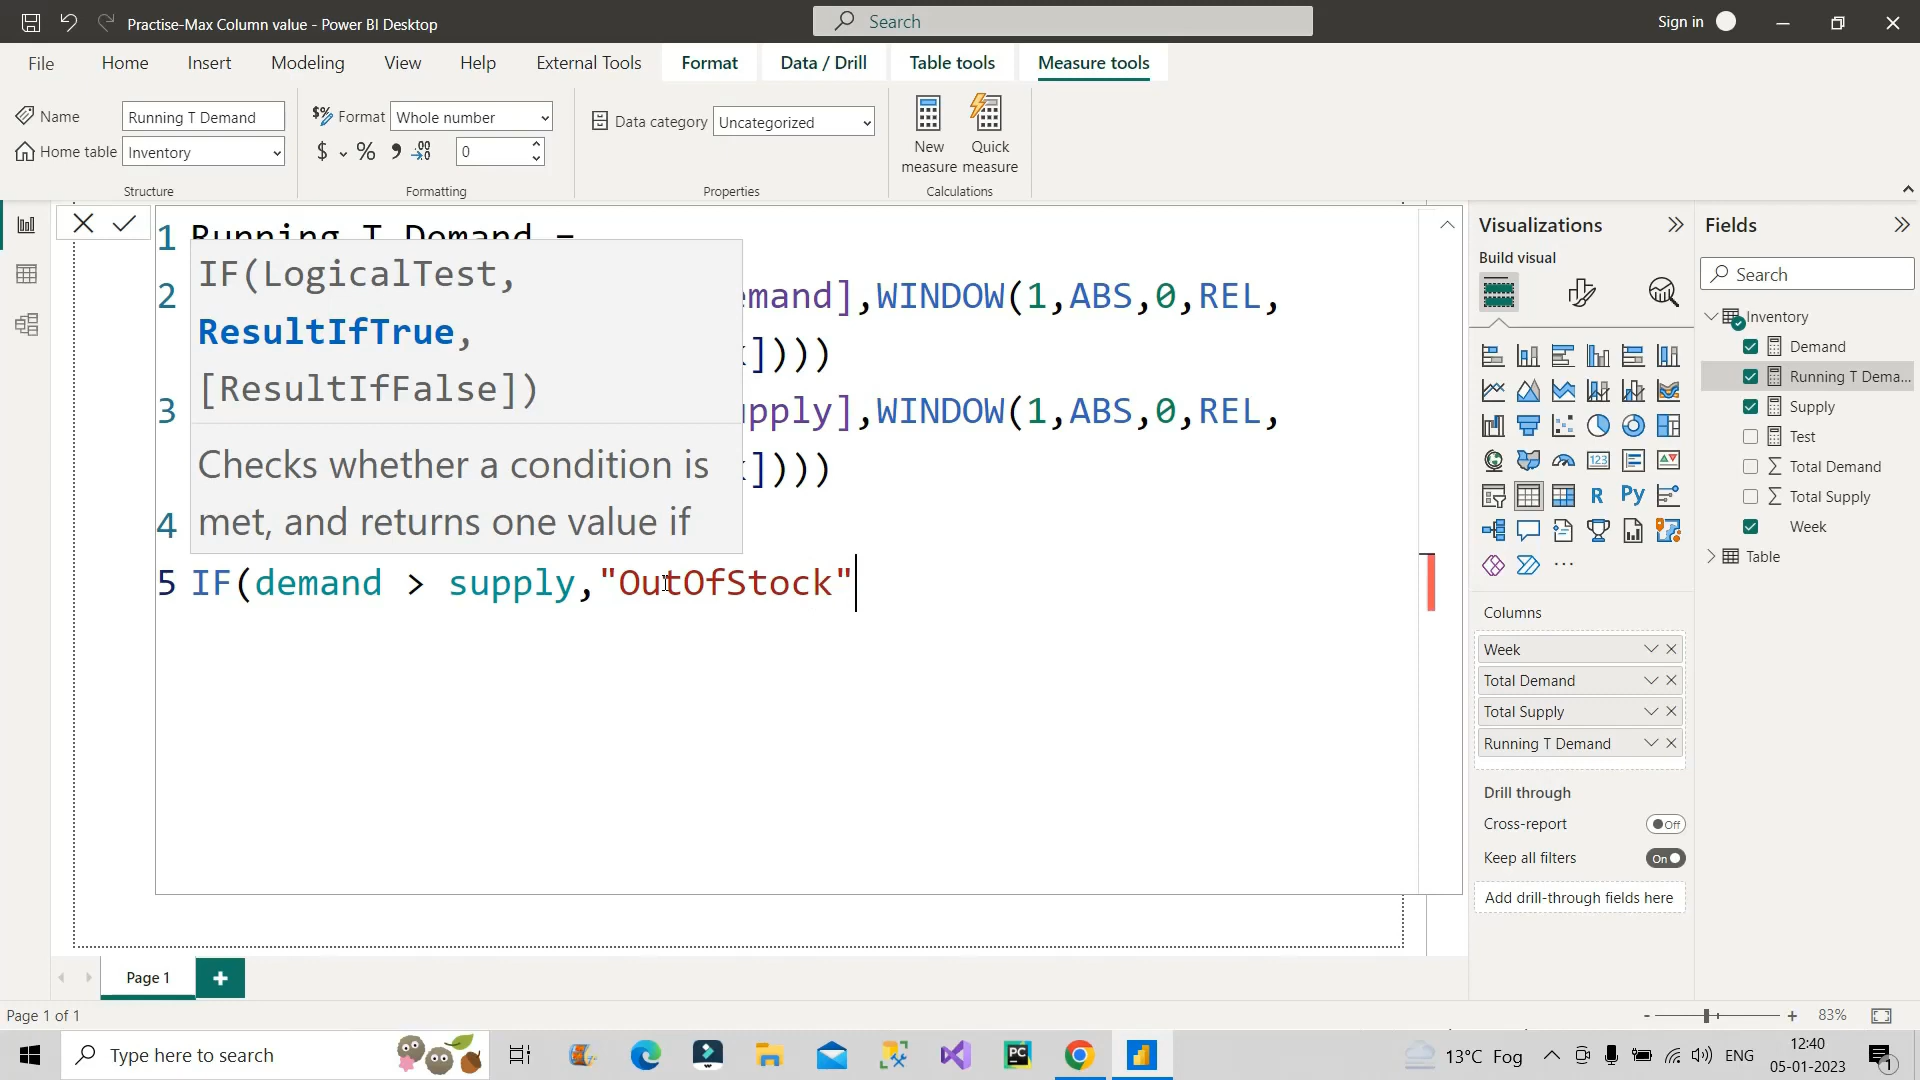 Practise-Max Column value - Power BI Desktop
Search
Sign in
File
Home
Insert
Modeling
View
Help
External Tools
Format
Data / Drill
Table tools
Measure tools
Name
Running T Demand
Home table
Inventory
Structure
$% Format
Whole number
$
%
,
.00
→.0
0
Formatting
Data category
Uncategorized
Properties
New measure
Quick measure
Calculations
1 Running T Demand =
2
mand],WINDOW(1,ABS,0,REL,
])))
3
pply],WINDOW(1,ABS,0,REL,
])))
4
IF(LogicalTest,
ResultIfTrue,
[ResultIfFalse])
Checks whether a condition is
met, and returns one value if
5 IF(demand > supply,"OutOfStock"
Visualizations
Build visual
123
R
Py
...
Columns
Week
Total Demand
Total Supply
Running T Demand
Drill through
Cross-report
Off
Keep all filters
On
Add drill-through fields here
Fields
Search
Inventory
Demand
Running T Dema...
Supply
Test
Total Demand
Total Supply
Week
Table
Page 1
+
Page 1 of 1
-
+
83%
Type here to search
PC
13°C Fog
ENG
12:40
05-01-2023
1